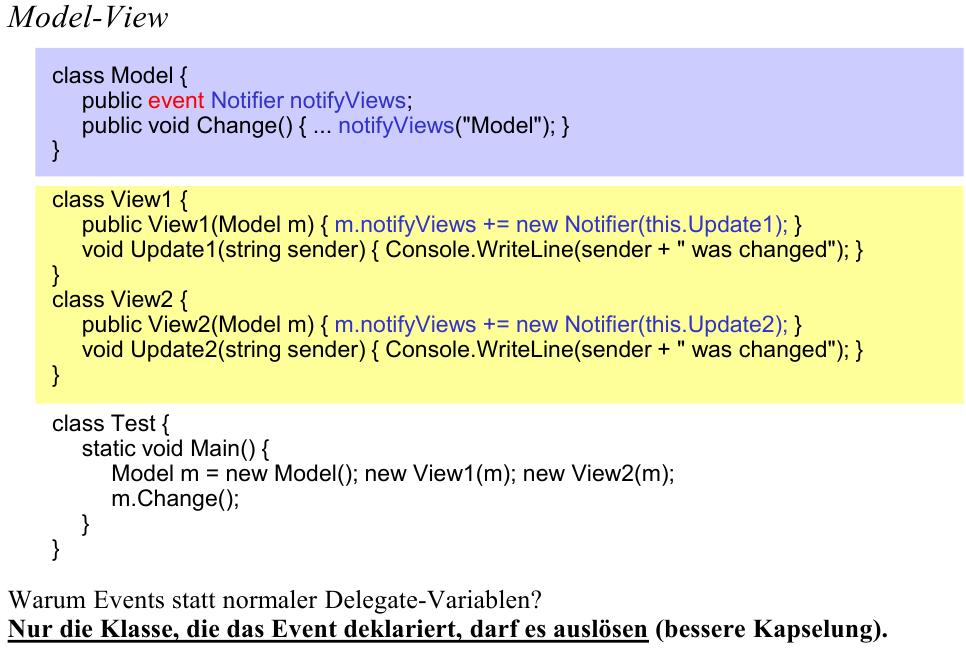 Model-View
class Model {
public event Notifier notifyViews;
public void Change() { ... notifyViews("Model"); }
}
class View1 {
public View1(Model m) { m.notifyViews += new Notifier(this.Update1); }
void Update1(string sender) { Console.WriteLine(sender + " was changed"); }
}
class View2 {
public View2(Model m) { m.notifyViews += new Notifier(this.Update2); }
void Update2(string sender) { Console.WriteLine(sender + " was changed"); }
}
class Test {
static void Main() {
Model m = new Model(); new View1(m); new View2(m);
m.Change();
}
}
Warum Events statt normaler Delegate-Variablen?
Nur die Klasse, die das Event deklariert, darf es auslösen (bessere Kapselung).